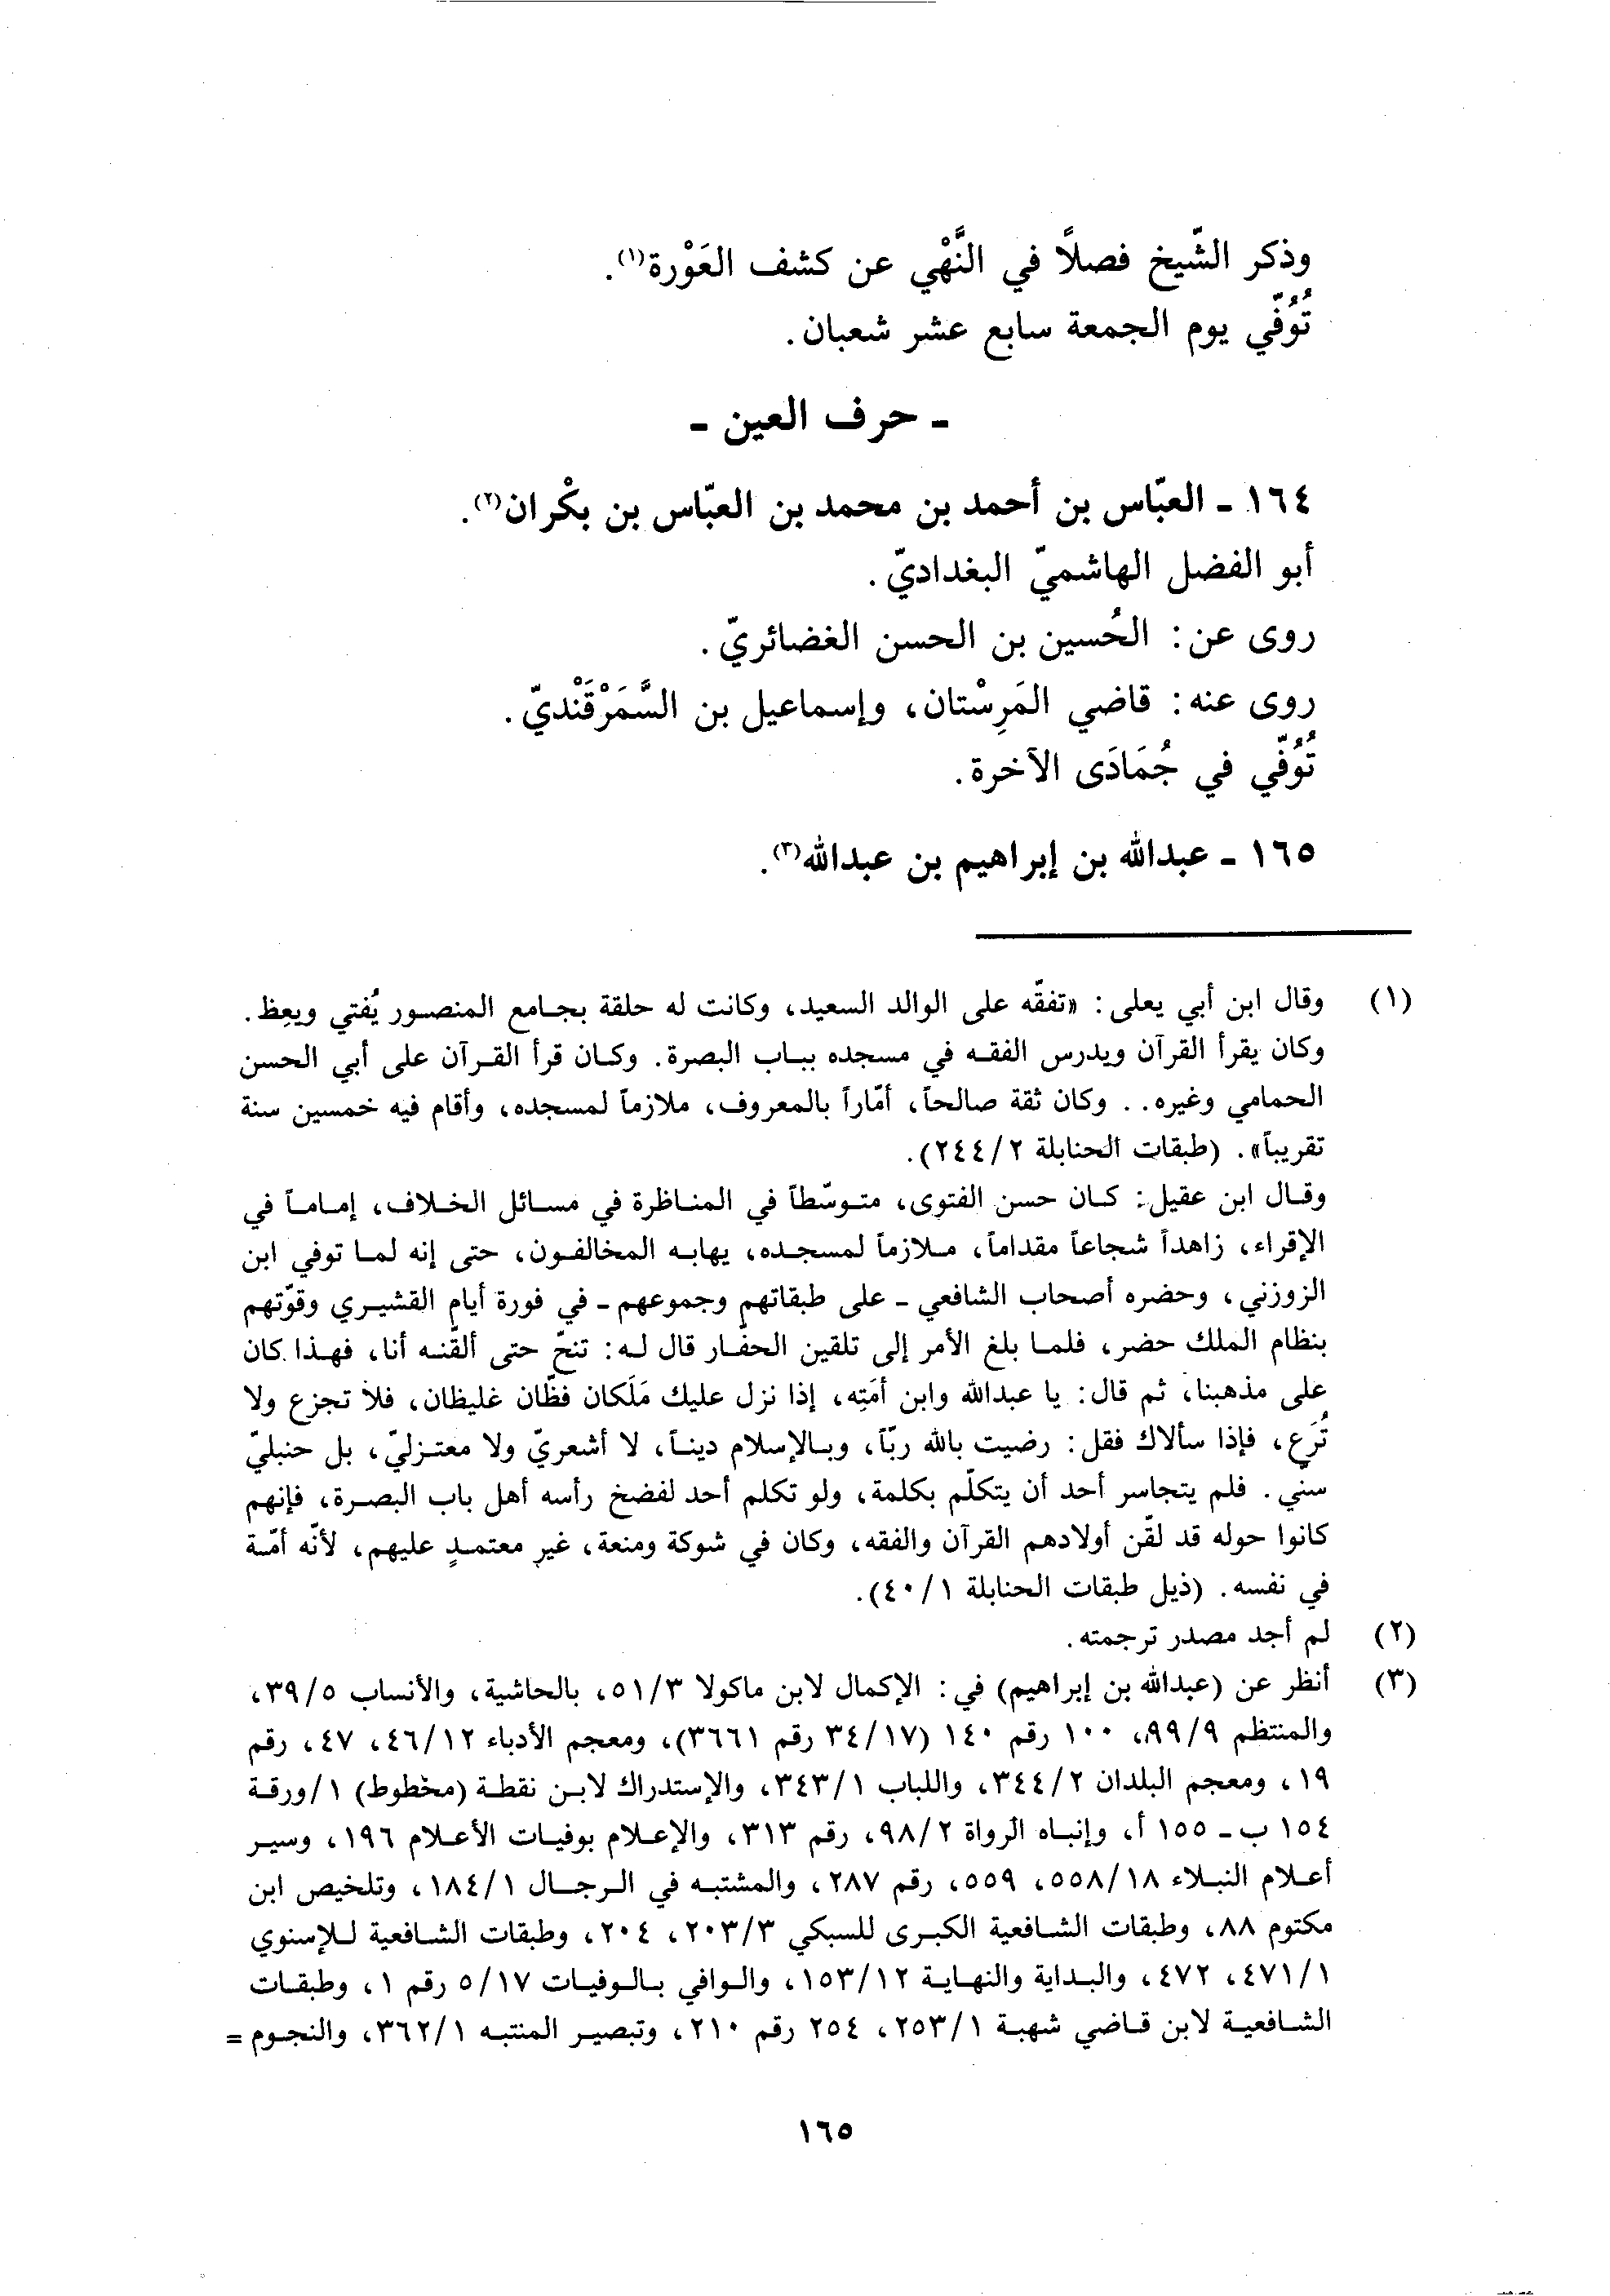 وذكر الشّيخ فصلاً في النَّهْي عن كشف العَوْرة(١).
تُوُفّي يوم الجمعة سابع عشر شعبان.
ـ حرف العين ـ
١٦٤ ـ العبّاس بن أحمد بن محمد بن العبّاس بن بكْران(٢).
أبو الفضل الهاشميّ البغداديّ.
روى عن: الحُسين بن الحسن الغضائريّ.
روى عنه: قاضي المَرِسْتان، وإسماعيل بن السَّمَرْقَنْديّ.
تُوُفّي في جُمَادَى الآخرة.
١٦٥ ـ عبدالله بن إبراهيم بن عبدالله(٣).
(١) وقال ابن أبي يعلى: «تفقّه على الوالد السعيد، وكانت له حلقة بجامع المنصور يُفتي ويعِظ.
وكان يقرأ القرآن ويدرس الفقه في مسجده بباب البصرة. وكان قرأ القرآن على أبي الحسن
الحمامي وغيره.. وكان ثقة صالحاً، أمّاراً بالمعروف، ملازماً لمسجده، وأقام فيه خمسين سنة
تقريباً». (طبقات الحنابلة ٢/٢٤٤).
وقال ابن عقيل: كان حسن الفتوى، متوسّطاً في المناظرة في مسائل الخلاف، إماماً في
الإقراء، زاهداً شجاعاً مقداماً، ملازماً لمسجده، يهابه المخالفون، حتى إنه لما توفي ابن
الزوزني، وحضره أصحاب الشافعي ـ على طبقاتهم وجموعهم ـ في فورة أيام القشيري وقوّتهم
بنظام الملك حضر، فلما بلغ الأمر إلى تلقين الحفّار قال له: تنحّ حتى ألقّنه أنا، فهذا كان
على مذهبنا، ثم قال: يا عبدالله وابن أمَتِه، إذا نزل عليك مَلَكان فظّان غليظان، فلا تجزع ولا
تُرَع، فإذا سألاك فقل: رضيت بالله ربّاً، وبالإسلام ديناً، لا أشعريّ ولا معتزليّ، بل حنبليّ
سنّي. فلم يتجاسر أحد أن يتكلّم بكلمة، ولو تكلم أحد لفضخ رأسه أهل باب البصرة، فإنهم
كانوا حوله قد لقّن أولادهم القرآن والفقه، وكان في شوكة ومنعة، غير معتمدٍ عليهم، لأنّه أمّة
في نفسه. (ذيل طبقات الحنابلة ١/٤٠).
(٢) لم أجد مصدر ترجمته.
(٣) أنظر عن (عبدالله بن إبراهيم) في: الإكمال لابن ماكولا ٣/٥١، بالحاشية، والأنساب ٥/٣٩،
والمنتظم ٩/٩٩، ١٠٠ رقم ١٤٠ (١٧/٣٤ رقم ٣٦٦١)، ومعجم الأدباء ١٢/٤٦، ٤٧، رقم
١٩، ومعجم البلدان ٢/٣٤٤، واللباب ١/٣٤٣، والإستدراك لابن نقطة (مخطوط) ١/ورقة
١٥٤ ب ـ ١٥٥ أ، وإنباه الرواة ٢/٩٨، رقم ٣١٣، والإعلام بوفيات الأعلام ١٩٦، وسير
أعلام النبلاء ١٨/٥٥٨، ٥٥٩، رقم ٢٨٧، والمشتبه في الرجال ١/١٨٤، وتلخيص ابن
مكتوم ٨٨، وطبقات الشافعية الكبرى للسبكي ٣/٢٠٣، ٢٠٤، وطبقات الشافعية للإسنوي
١/٤٧١، ٤٧٢، والبداية والنهاية ١٢/١٥٣، والوافي بالوفيات ١٧/٥ رقم ١، وطبقات
الشافعية لابن قاضي شهبة ١/٢٥٣، ٢٥٤ رقم ٢١٠، وتبصير المنتبه ١/٣٦٢، والنجوم =
١٦٥